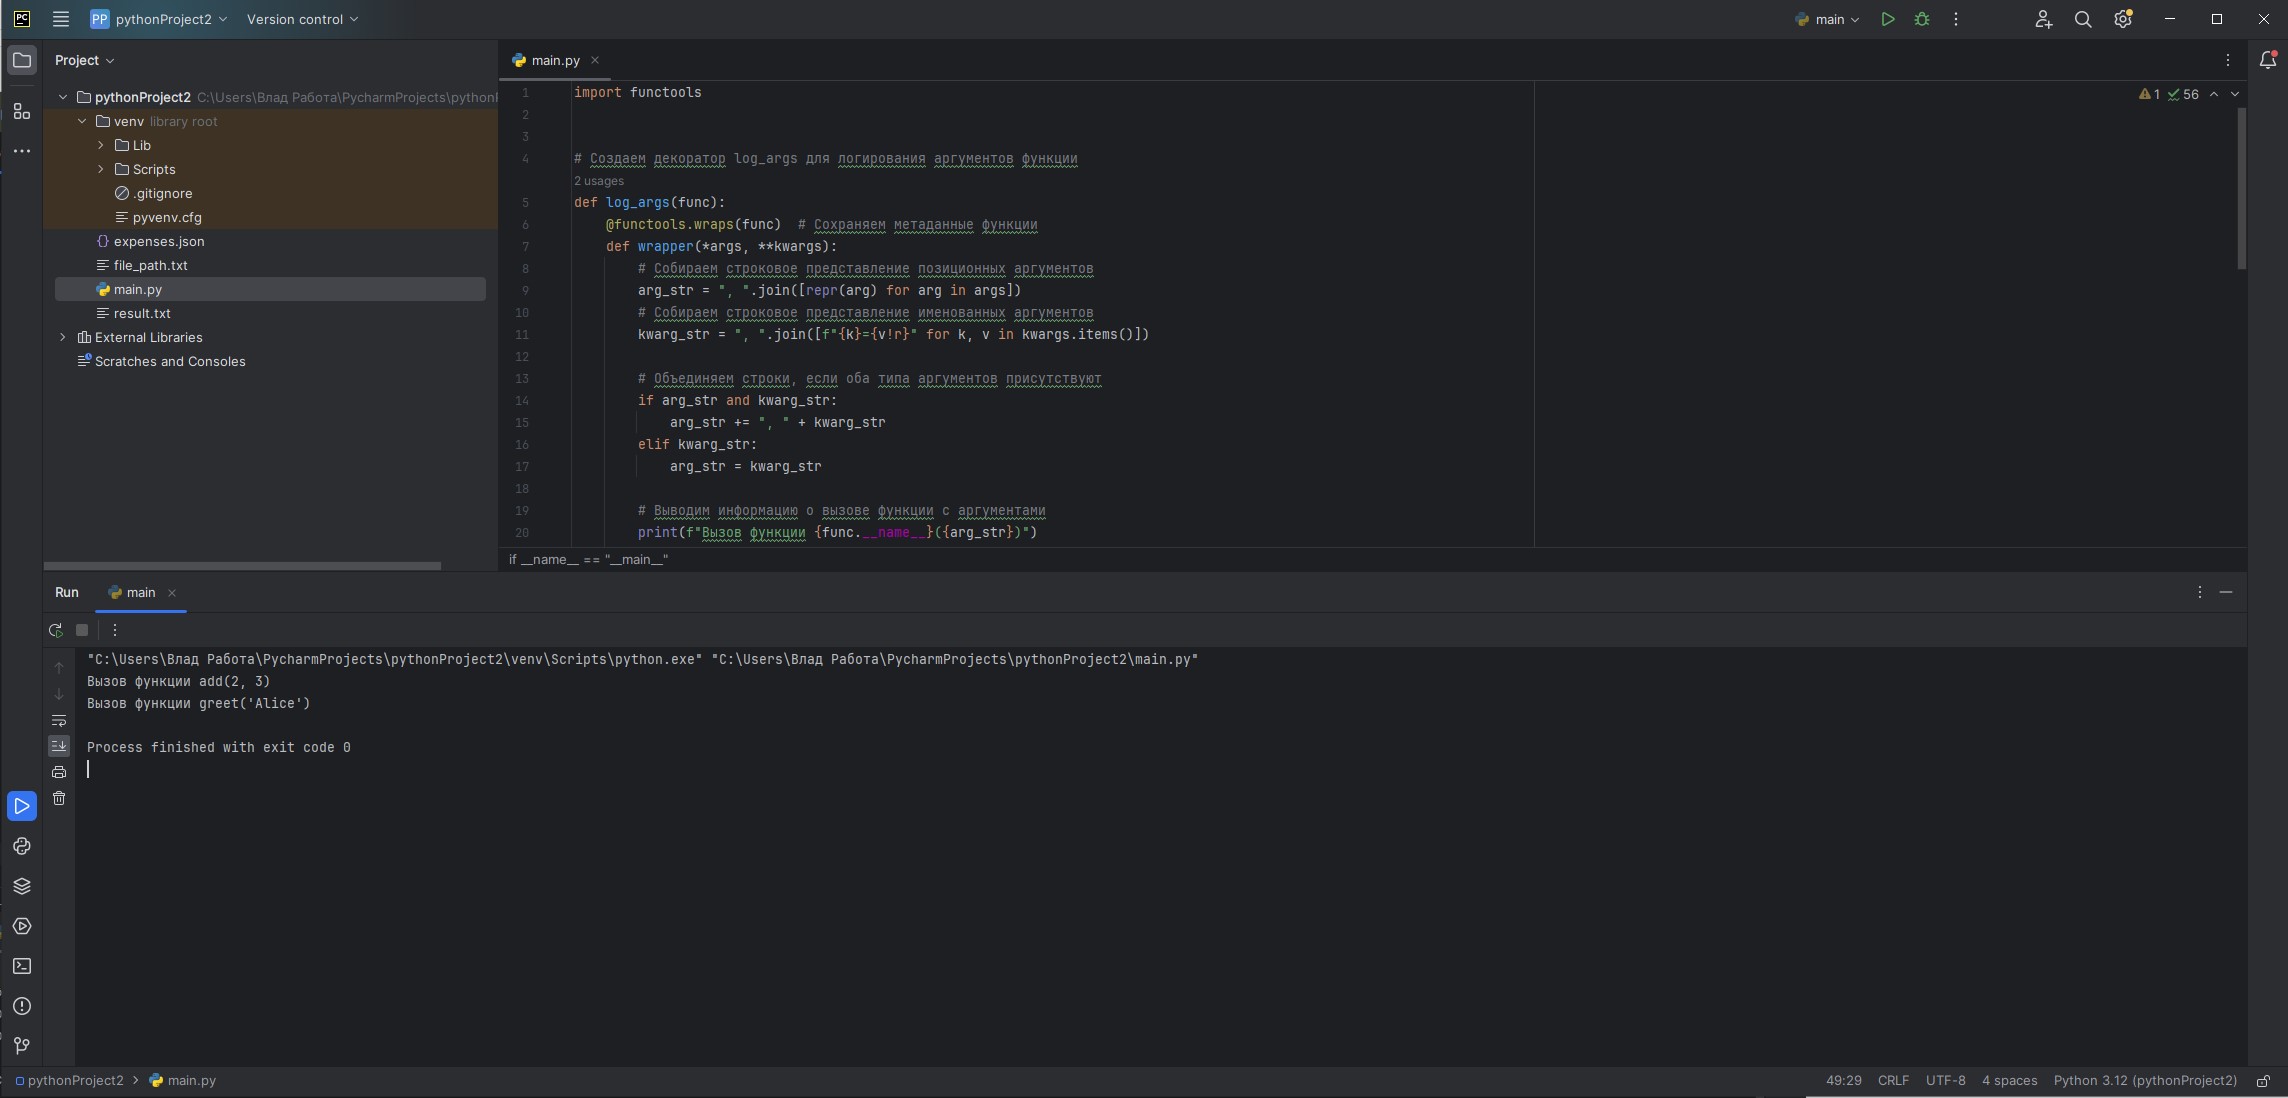 PC PP pythonProject2 Version control main
Project
main.py
pythonProject2 C:\Users\Влад Работа\PycharmProjects\python
venv library root
Lib
Scripts
.gitignore
pyvenv.cfg
expenses.json
file_path.txt
main.py
result.txt
External Libraries
Scratches and Consoles
1 56
1 import functools
2
3
4 # Создаем декоратор log_args для логирования аргументов функции
2 usages
5 def log_args(func):
6 @functools.wraps(func)  # Сохраняем метаданные функции
7 def wrapper(*args, **kwargs):
8 # Собираем строковое представление позиционных аргументов
9 arg_str = ", ".join([repr(arg) for arg in args])
10 # Собираем строковое представление именованных аргументов
11 kwarg_str = ", ".join([f"{k}={v!r}" for k, v in kwargs.items()])
12
13 # Объединяем строки, если оба типа аргументов присутствуют
14 if arg_str and kwarg_str:
15 arg_str += ", " + kwarg_str
16 elif kwarg_str:
17 arg_str = kwarg_str
18
19 # Выводим информацию о вызове функции с аргументами
20 print(f"Вызов функции {func.__name__}({arg_str})")
if __name__ == "__main__"
Run main
"C:\Users\Влад Работа\PycharmProjects\pythonProject2\venv\Scripts\python.exe" "C:\Users\Влад Работа\PycharmProjects\pythonProject2\main.py"
Вызов функции add(2, 3)
Вызов функции greet('Alice')
Process finished with exit code 0
pythonProject2 main.py 49:29 CRLF UTF-8 4 spaces Python 3.12 (pythonProject2)